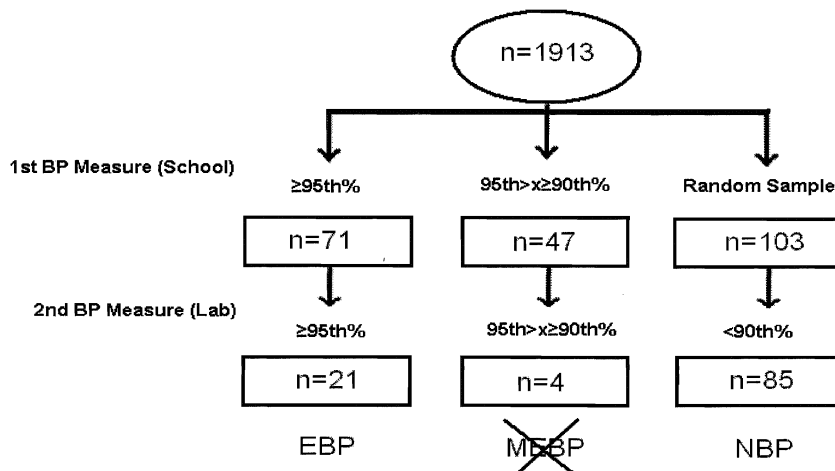 n=1913
1st BP Measure (School)
≥95th%
95th>x≥90th%
Random Sample
n=71
n=47
n=103
2nd BP Measure (Lab)
≥95th%
95th>x≥90th%
<90th%
n=21
n=4
n=85
EBP
MEBP
NBP